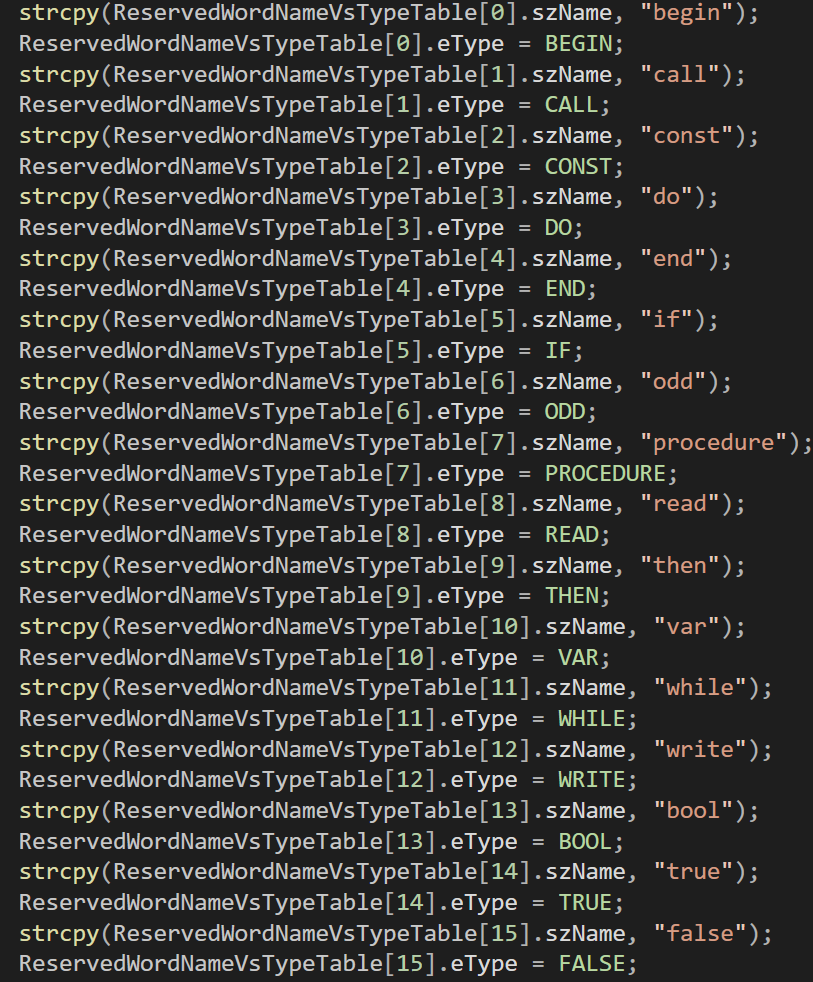 strcpy(ReservedWordNameVsTypeTable[0].szName, "begin");
ReservedWordNameVsTypeTable[0].eType = BEGIN;
strcpy(ReservedWordNameVsTypeTable[1].szName, "call");
ReservedWordNameVsTypeTable[1].eType = CALL;
strcpy(ReservedWordNameVsTypeTable[2].szName, "const");
ReservedWordNameVsTypeTable[2].eType = CONST;
strcpy(ReservedWordNameVsTypeTable[3].szName, "do");
ReservedWordNameVsTypeTable[3].eType = DO;
strcpy(ReservedWordNameVsTypeTable[4].szName, "end");
ReservedWordNameVsTypeTable[4].eType = END;
strcpy(ReservedWordNameVsTypeTable[5].szName, "if");
ReservedWordNameVsTypeTable[5].eType = IF;
strcpy(ReservedWordNameVsTypeTable[6].szName, "odd");
ReservedWordNameVsTypeTable[6].eType = ODD;
strcpy(ReservedWordNameVsTypeTable[7].szName, "procedure");
ReservedWordNameVsTypeTable[7].eType = PROCEDURE;
strcpy(ReservedWordNameVsTypeTable[8].szName, "read");
ReservedWordNameVsTypeTable[8].eType = READ;
strcpy(ReservedWordNameVsTypeTable[9].szName, "then");
ReservedWordNameVsTypeTable[9].eType = THEN;
strcpy(ReservedWordNameVsTypeTable[10].szName, "var");
ReservedWordNameVsTypeTable[10].eType = VAR;
strcpy(ReservedWordNameVsTypeTable[11].szName, "while");
ReservedWordNameVsTypeTable[11].eType = WHILE;
strcpy(ReservedWordNameVsTypeTable[12].szName, "write");
ReservedWordNameVsTypeTable[12].eType = WRITE;
strcpy(ReservedWordNameVsTypeTable[13].szName, "bool");
ReservedWordNameVsTypeTable[13].eType = BOOL;
strcpy(ReservedWordNameVsTypeTable[14].szName, "true");
ReservedWordNameVsTypeTable[14].eType = TRUE;
strcpy(ReservedWordNameVsTypeTable[15].szName, "false");
ReservedWordNameVsTypeTable[15].eType = FALSE;